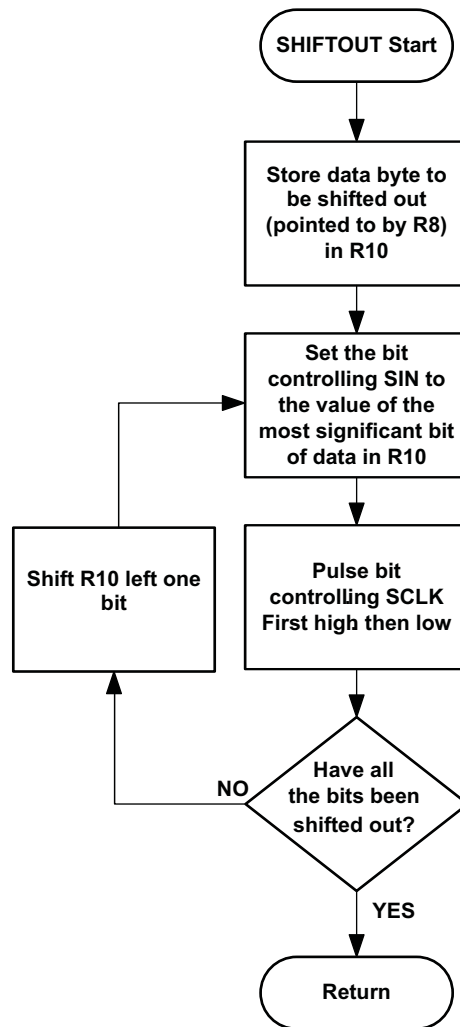 SHIFTOUT Start
Store data byte to
be shifted out
(pointed to by R8)
in R10
Set the bit
controlling SIN to
the value of the
most significant bit
of data in R10
Pulse bit
controlling SCLK
First high then low
Shift R10 left one
bit
Have all
the bits been
shifted out?
NO
YES
Return